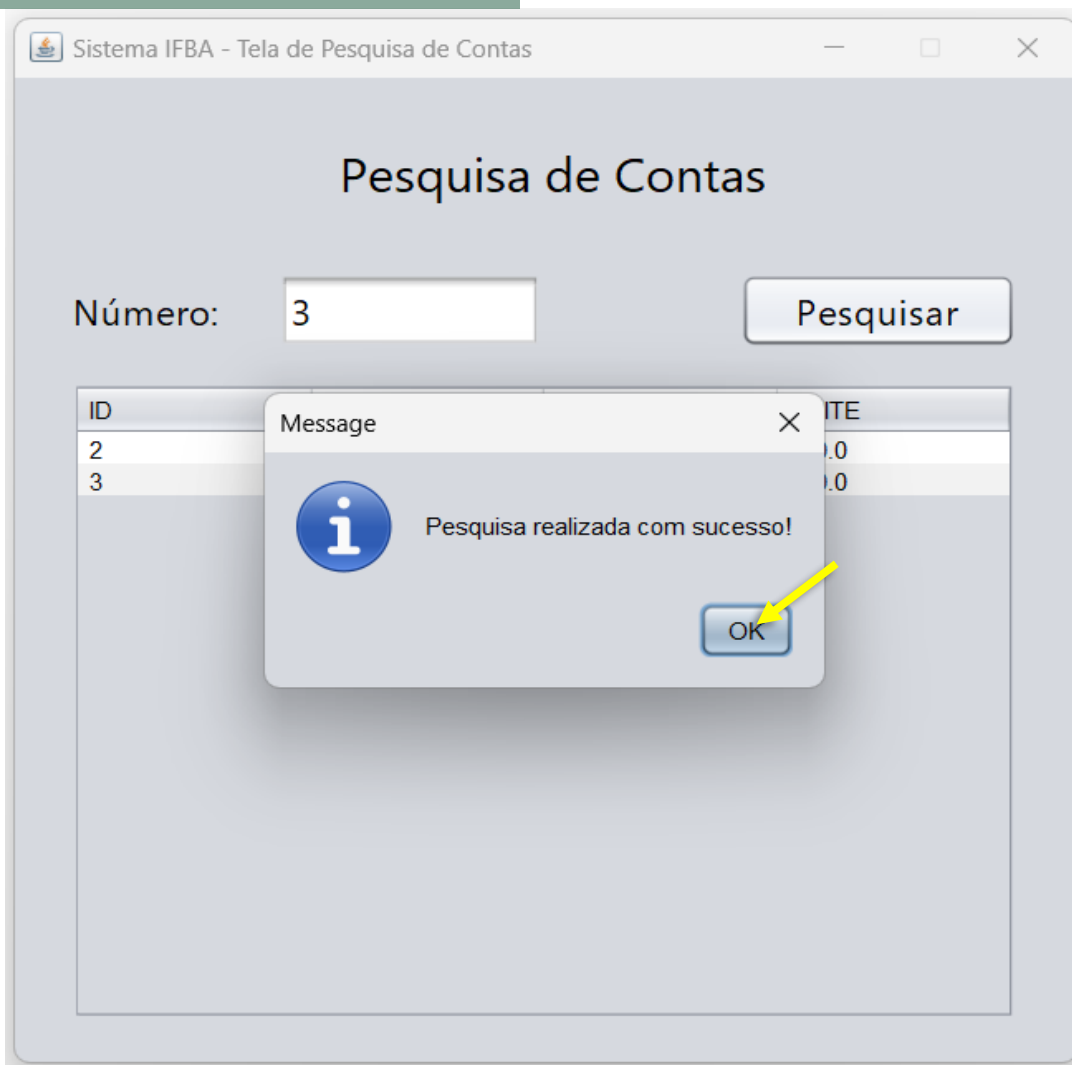 Sistema IFBA - Tela de Pesquisa de Contas
Pesquisa de Contas
Número: 3 Pesquisar
ID
Message
2
3
Pesquisa realizada com sucesso!
OK